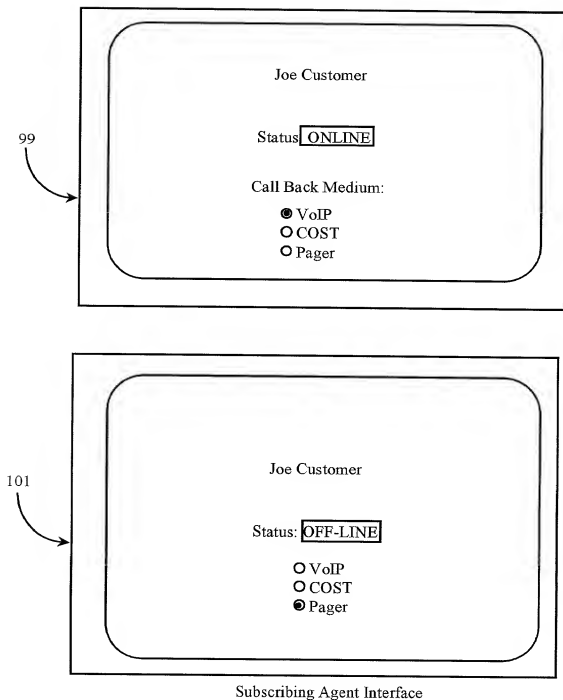 Joe Customer
99
Status ONLINE
Call Back Medium:
VoIP
COST
Pager
Joe Customer
101
Status: OFF-LINE
VoIP
COST
Pager
Subscribing Agent Interface